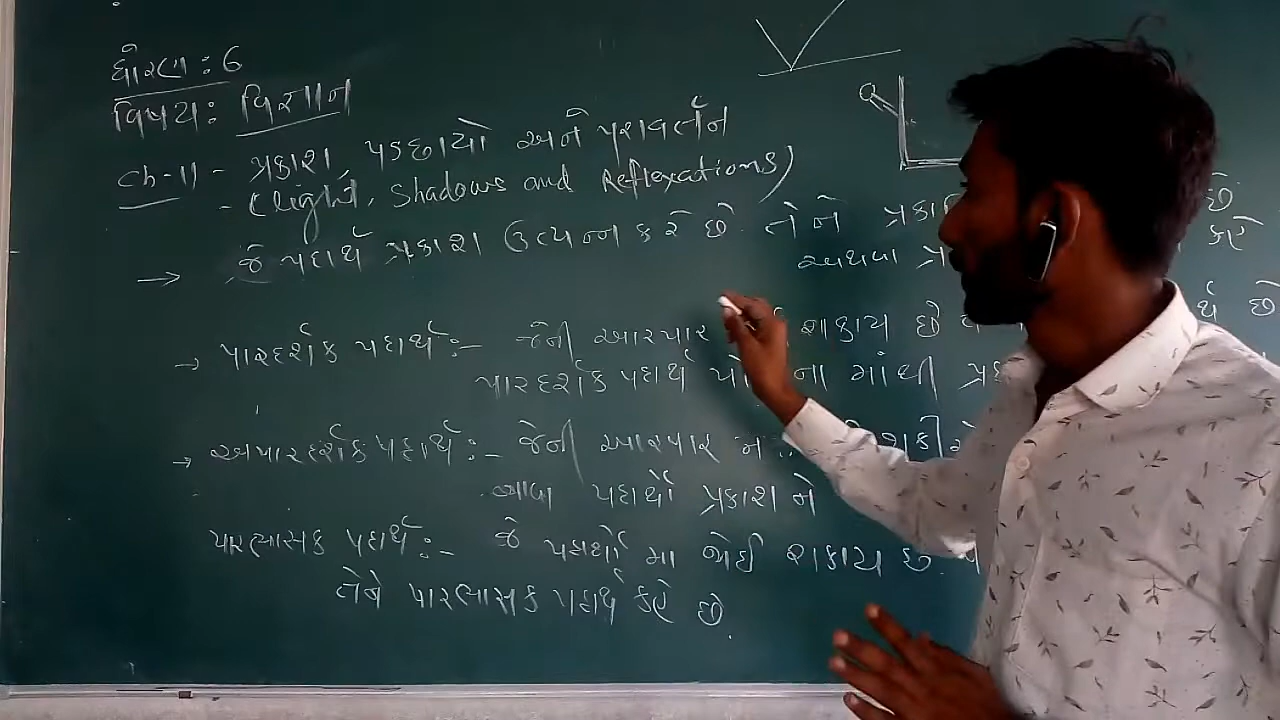 ધોરણ : 6
વિષય : વિજ્ઞાન
Ch-11 - પ્રકાશ, પડછાયો અને પરાવર્તન
- (Light, Shadows and Reflexations)
→ જે પદાર્થ પ્રકાશ ઉત્પન્ન કરે છે. તેને છે
અથવા કહે
→ પારદર્શક પદાર્થ :- જેની આરપાર શકાય છે છે
પારદર્શક પદાર્થ માંથી
→ અપારદર્શક પદાર્થ :- જેની આરપાર ન
આવા પદાર્થો પ્રકાશ ને
પારભાસક પદાર્થ :- જે પદાર્થો મા જોઈ શકાય છે.
તેને પારભાસક પદાર્થ કહે છે.